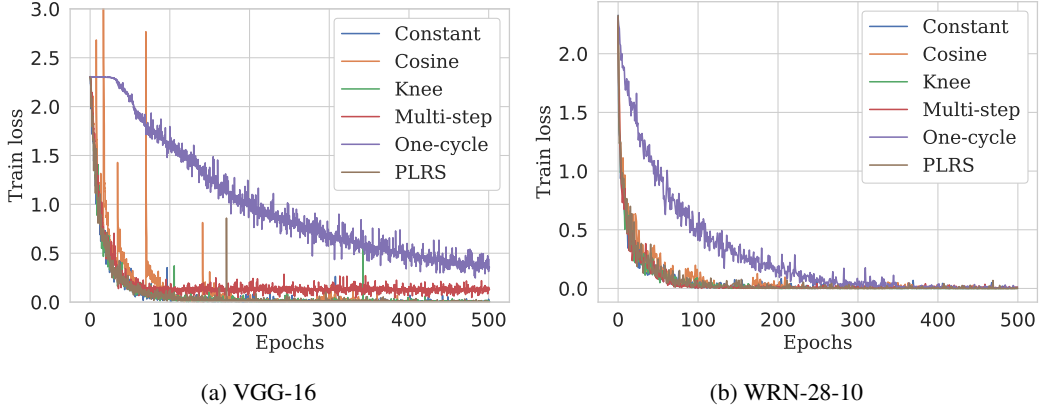 3.0
2.5
2.0
1.5
1.0
0.5
0.0
Train loss
0 100 200 300 400 500
Epochs
Constant
Cosine
Knee
Multi-step
One-cycle
PLRS
(a) VGG-16
2.0
1.5
1.0
0.5
0.0
Train loss
0 100 200 300 400 500
Epochs
Constant
Cosine
Knee
Multi-step
One-cycle
PLRS
(b) WRN-28-10